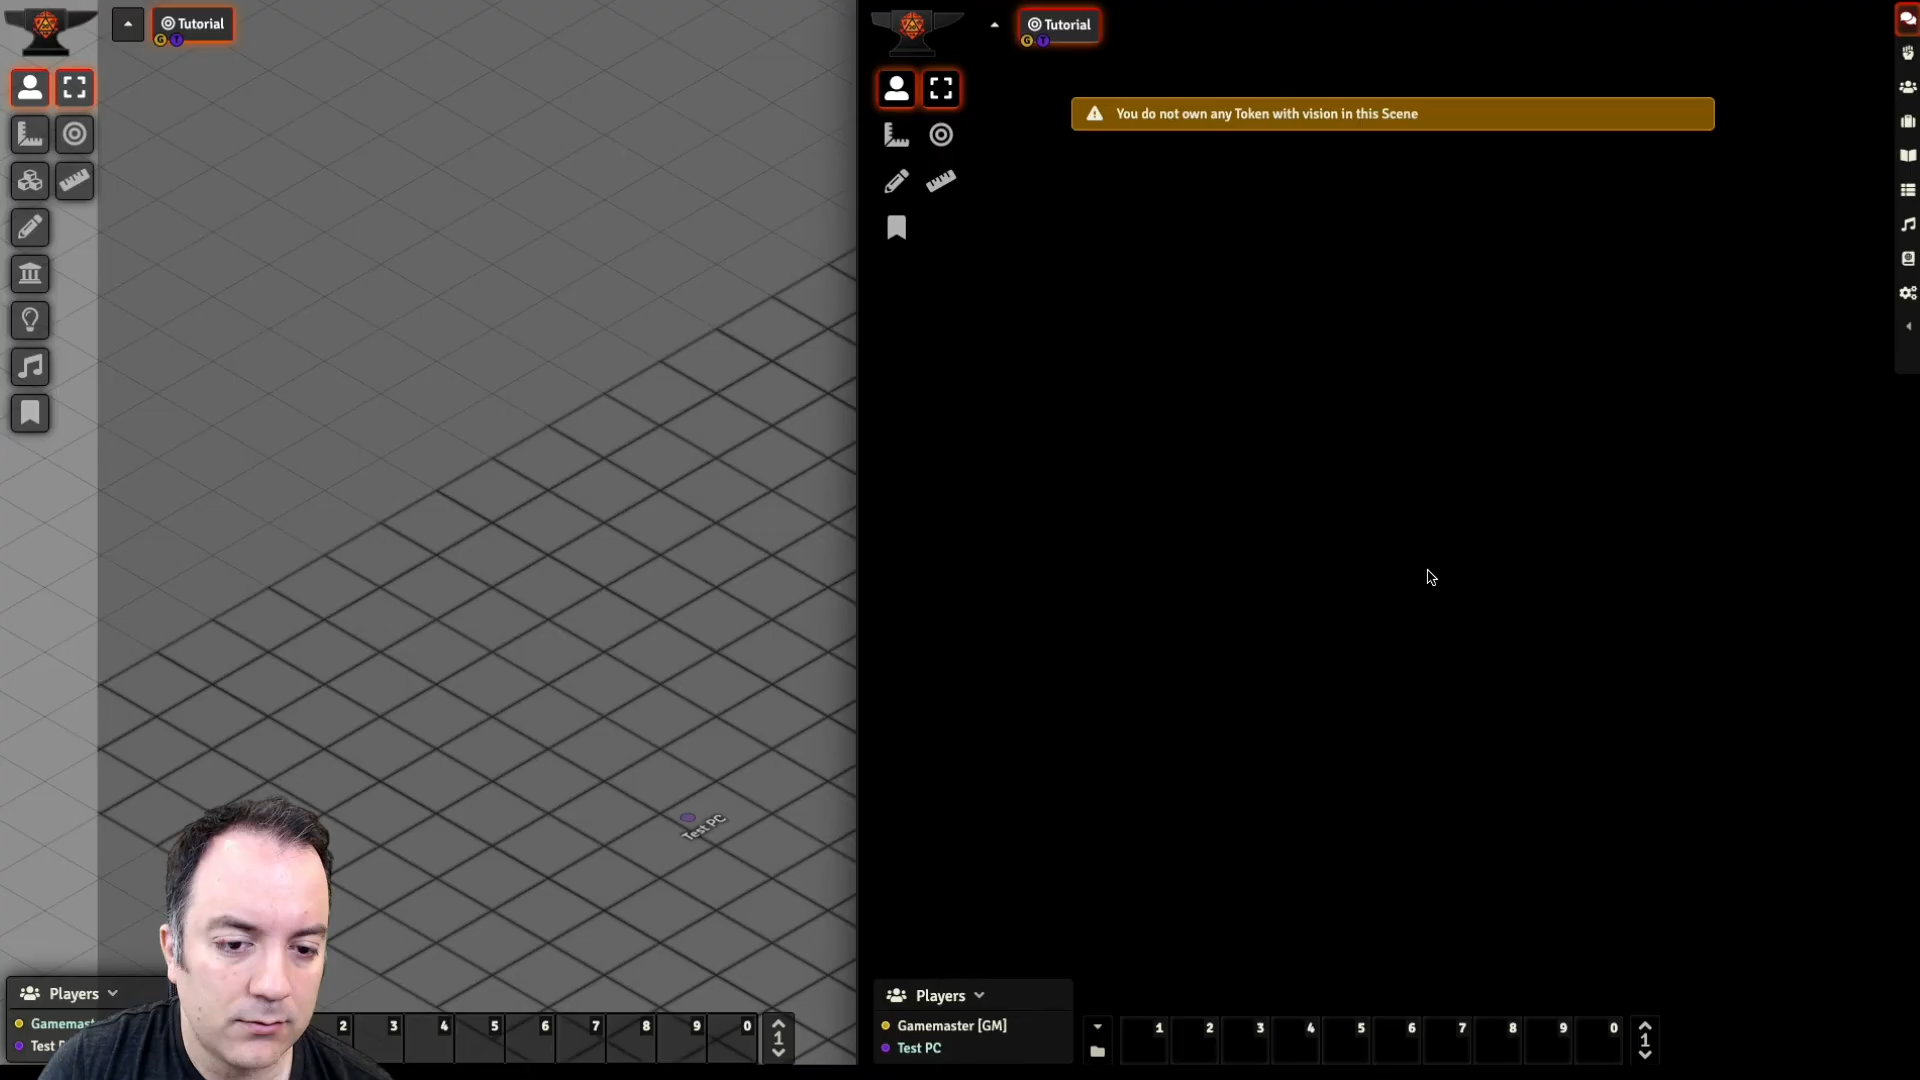 Tutorial
G T
Test PC
Players
Gamemast
Test P
2 3 4 5 6 7 8 9 0
1
Tutorial
G T
You do not own any Token with vision in this Scene
Players
Gamemaster [GM]
Test PC
1 2 3 4 5 6 7 8 9 0
1